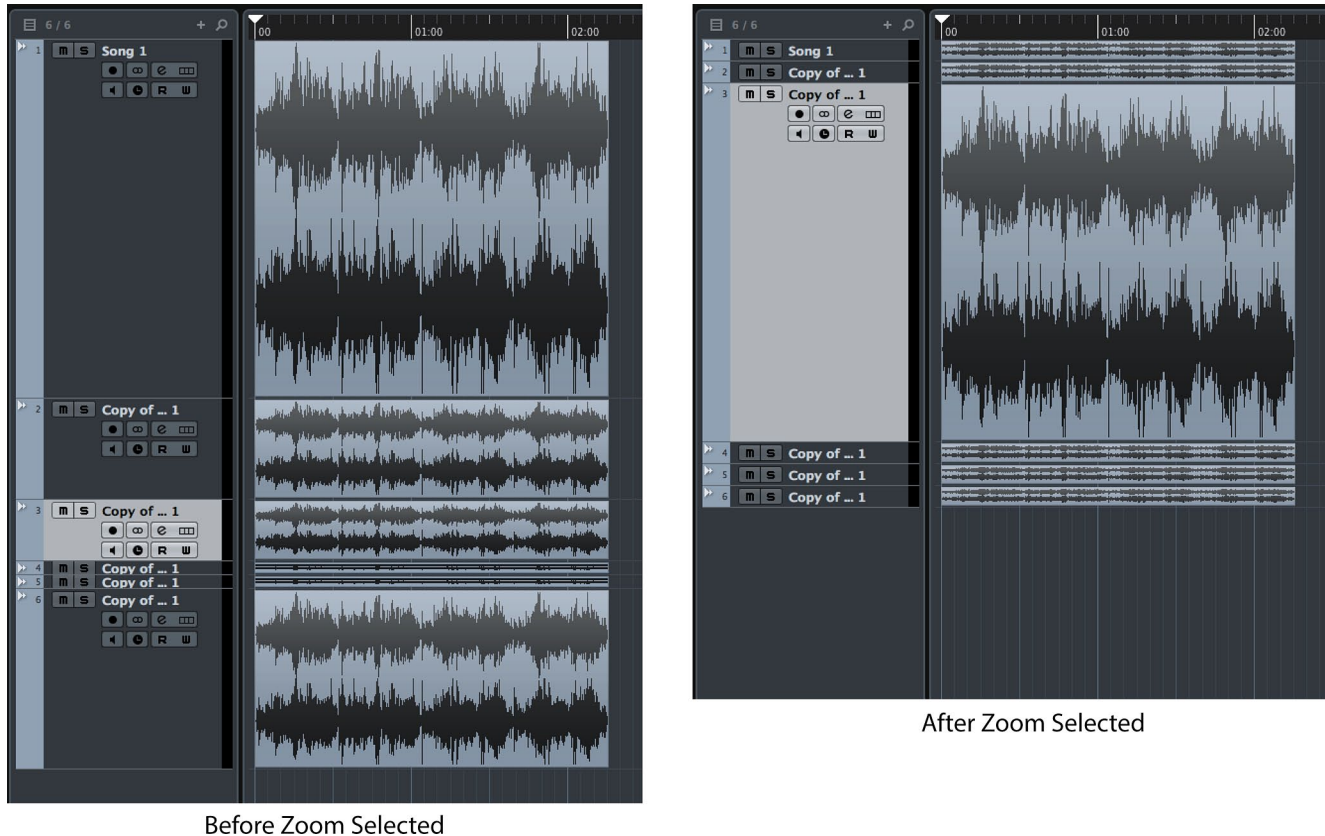 6 / 6 +
00 01:00 02:00
1 m S Song 1
e
R W
2 m S Copy of ... 1
e
R W
3 m S Copy of ... 1
e
R W
4 m S Copy of ... 1
5 m S Copy of ... 1
6 m S Copy of ... 1
e
R W
Before Zoom Selected
6 / 6 +
00 01:00 02:00
1 m S Song 1
2 m S Copy of ... 1
3 m S Copy of ... 1
e
R W
4 m S Copy of ... 1
5 m S Copy of ... 1
6 m S Copy of ... 1
After Zoom Selected